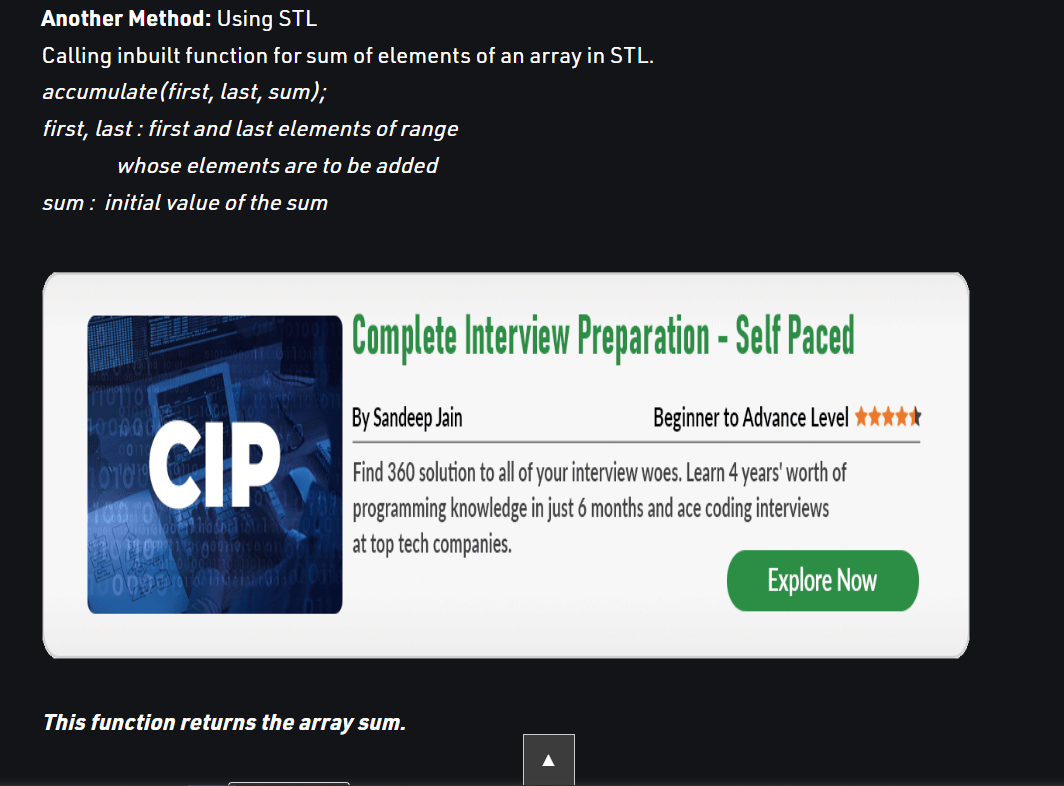 Another Method: Using STL
Calling inbuilt function for sum of elements of an array in STL.
accumulate(first, last, sum);
first, last : first and last elements of range
whose elements are to be added
sum :  initial value of the sum
CIP
Complete Interview Preparation - Self Paced
By Sandeep Jain
Beginner to Advance Level
Find 360 solution to all of your interview woes. Learn 4 years' worth of
programming knowledge in just 6 months and ace coding interviews
at top tech companies.
Explore Now
This function returns the array sum.